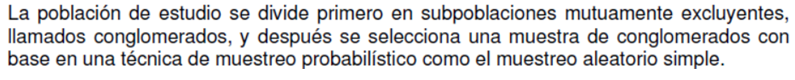 La población de estudio se divide primero en subpoblaciones mutuamente excluyentes,
llamados conglomerados, y después se selecciona una muestra de conglomerados con
base en una técnica de muestreo probabilístico como el muestreo aleatorio simple.